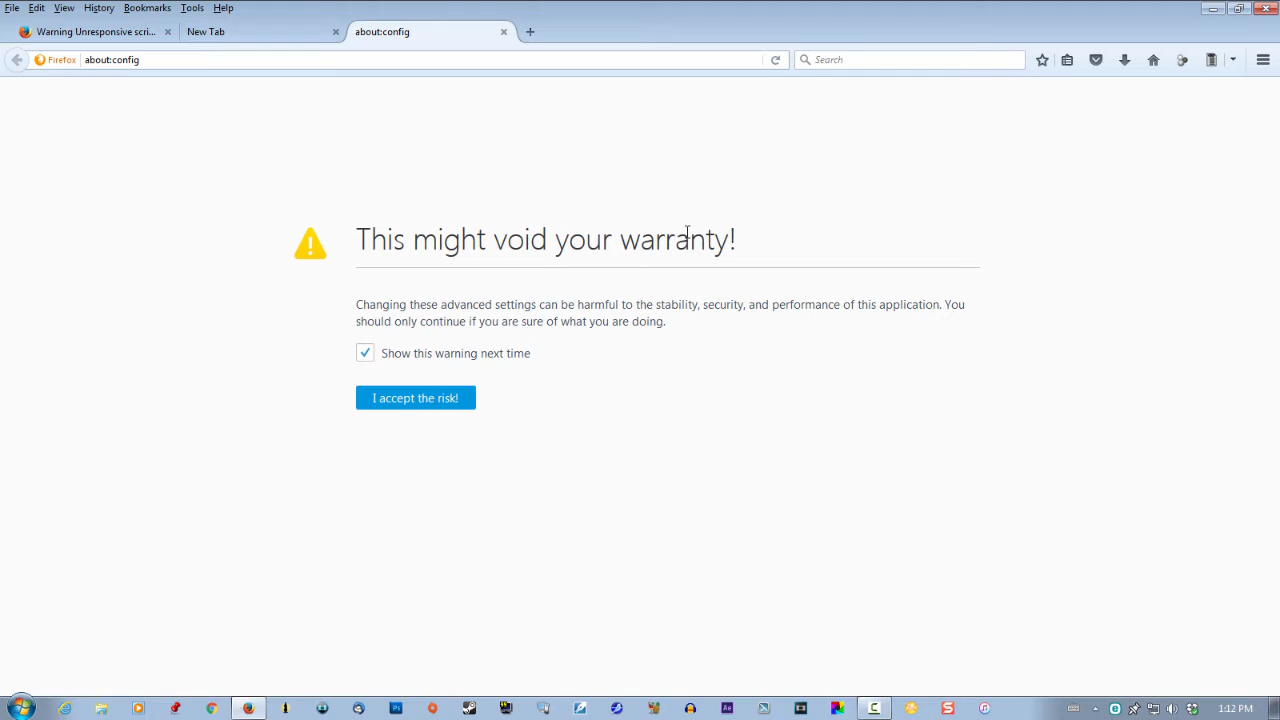 File Edit View History Bookmarks Tools Help
Warning Unresponsive scri... New Tab about:config
Firefox about:config Search
This might void your warranty!
Changing these advanced settings can be harmful to the stability, security, and performance of this application. You
should only continue if you are sure of what you are doing.
Show this warning next time
I accept the risk!
Ps Ae C S 1:12 PM